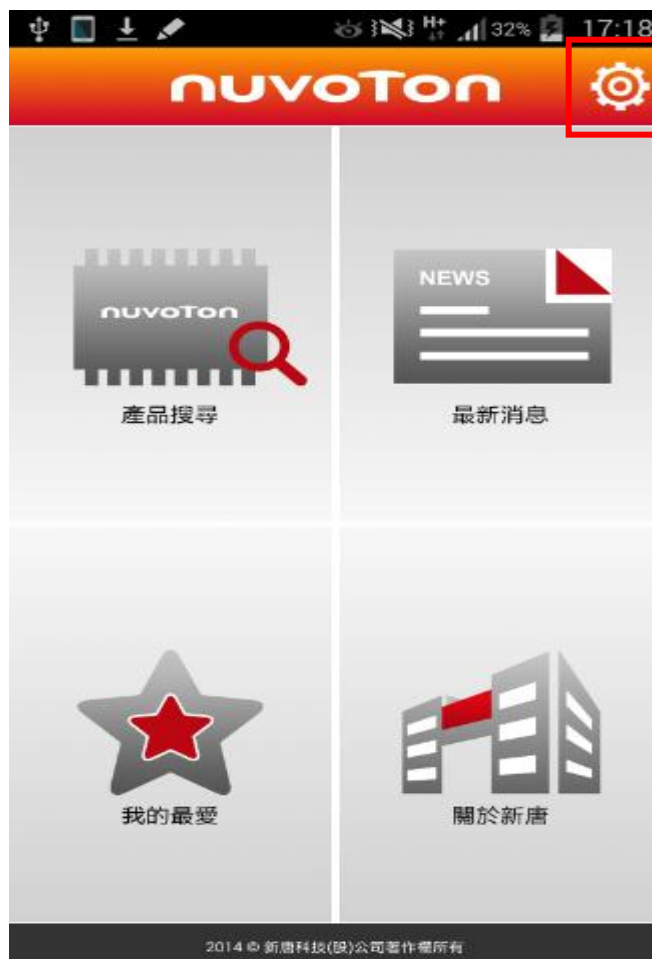 H+ 32% 17:18
nuvoTon
nuvoTon
NEWS
產品搜尋
最新消息
我的最愛
關於新唐
2014 © 新唐科技(股)公司著作權所有